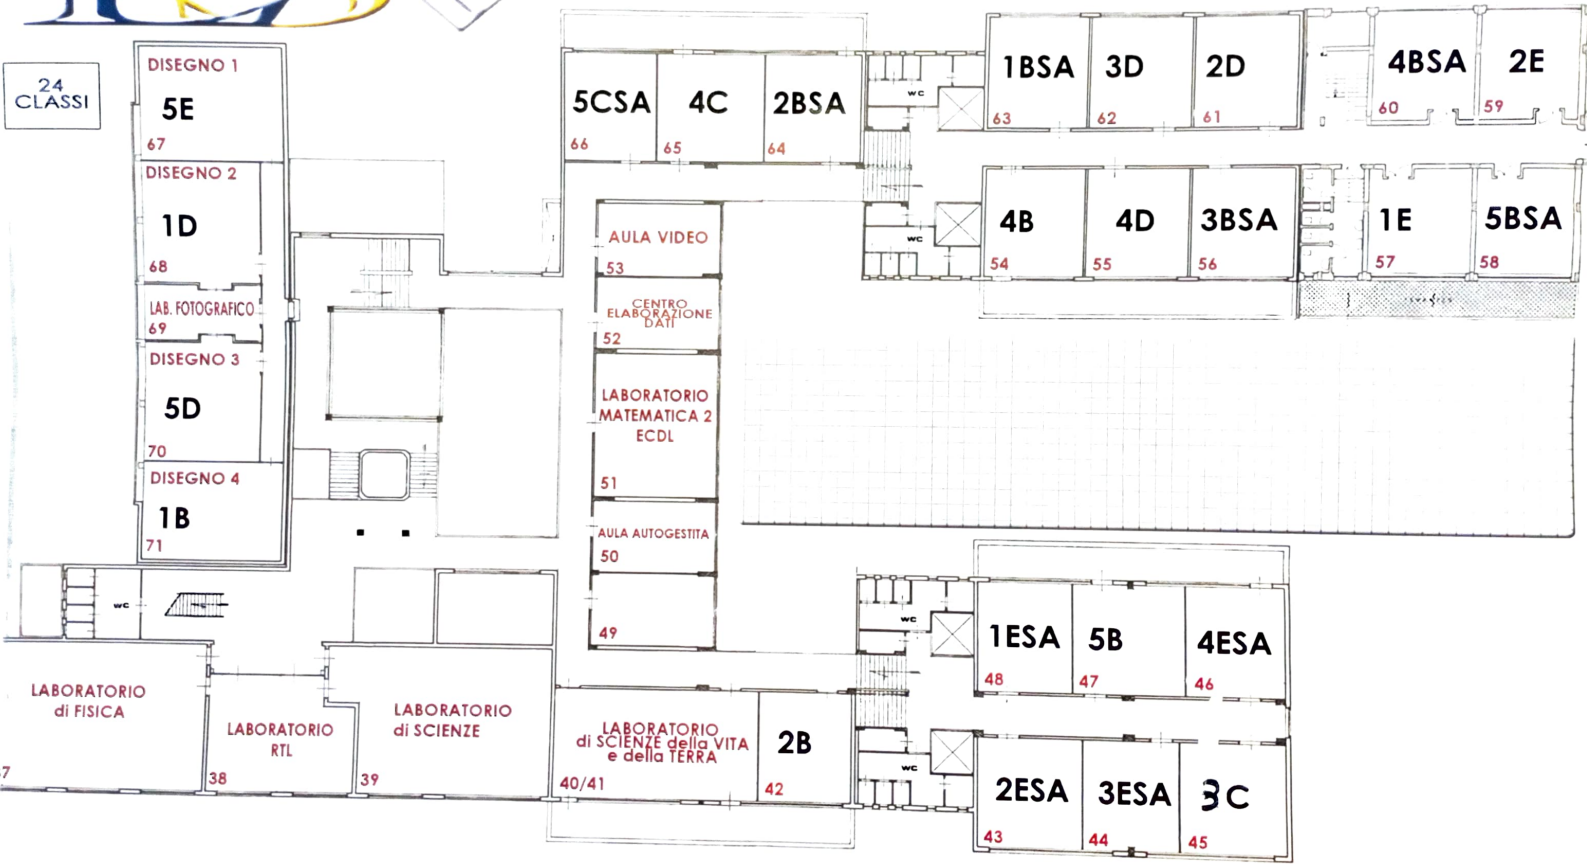 24
CLASSI
DISEGNO 1
5E
67
DISEGNO 2
1D
68
LAB. FOTOGRAFICO
69
DISEGNO 3
5D
70
DISEGNO 4
1B
71
5CSA
66
4C
65
2BSA
64
WC
1BSA
63
3D
62
2D
61
4BSA
60
2E
59
WC
4B
54
4D
55
3BSA
56
1E
57
5BSA
58
AULA VIDEO
53
CENTRO
ELABORAZIONE
DATI
52
LABORATORIO
MATEMATICA 2
ECDL
51
AULA AUTOGESTITA
50
49
WC
WC
1ESA
48
5B
47
4ESA
46
LABORATORIO
di FISICA
7
LABORATORIO
RTL
38
LABORATORIO
di SCIENZE
39
LABORATORIO
di SCIENZE della VITA
e della TERRA
40/41
2B
42
WC
2ESA
43
3ESA
44
3C
45